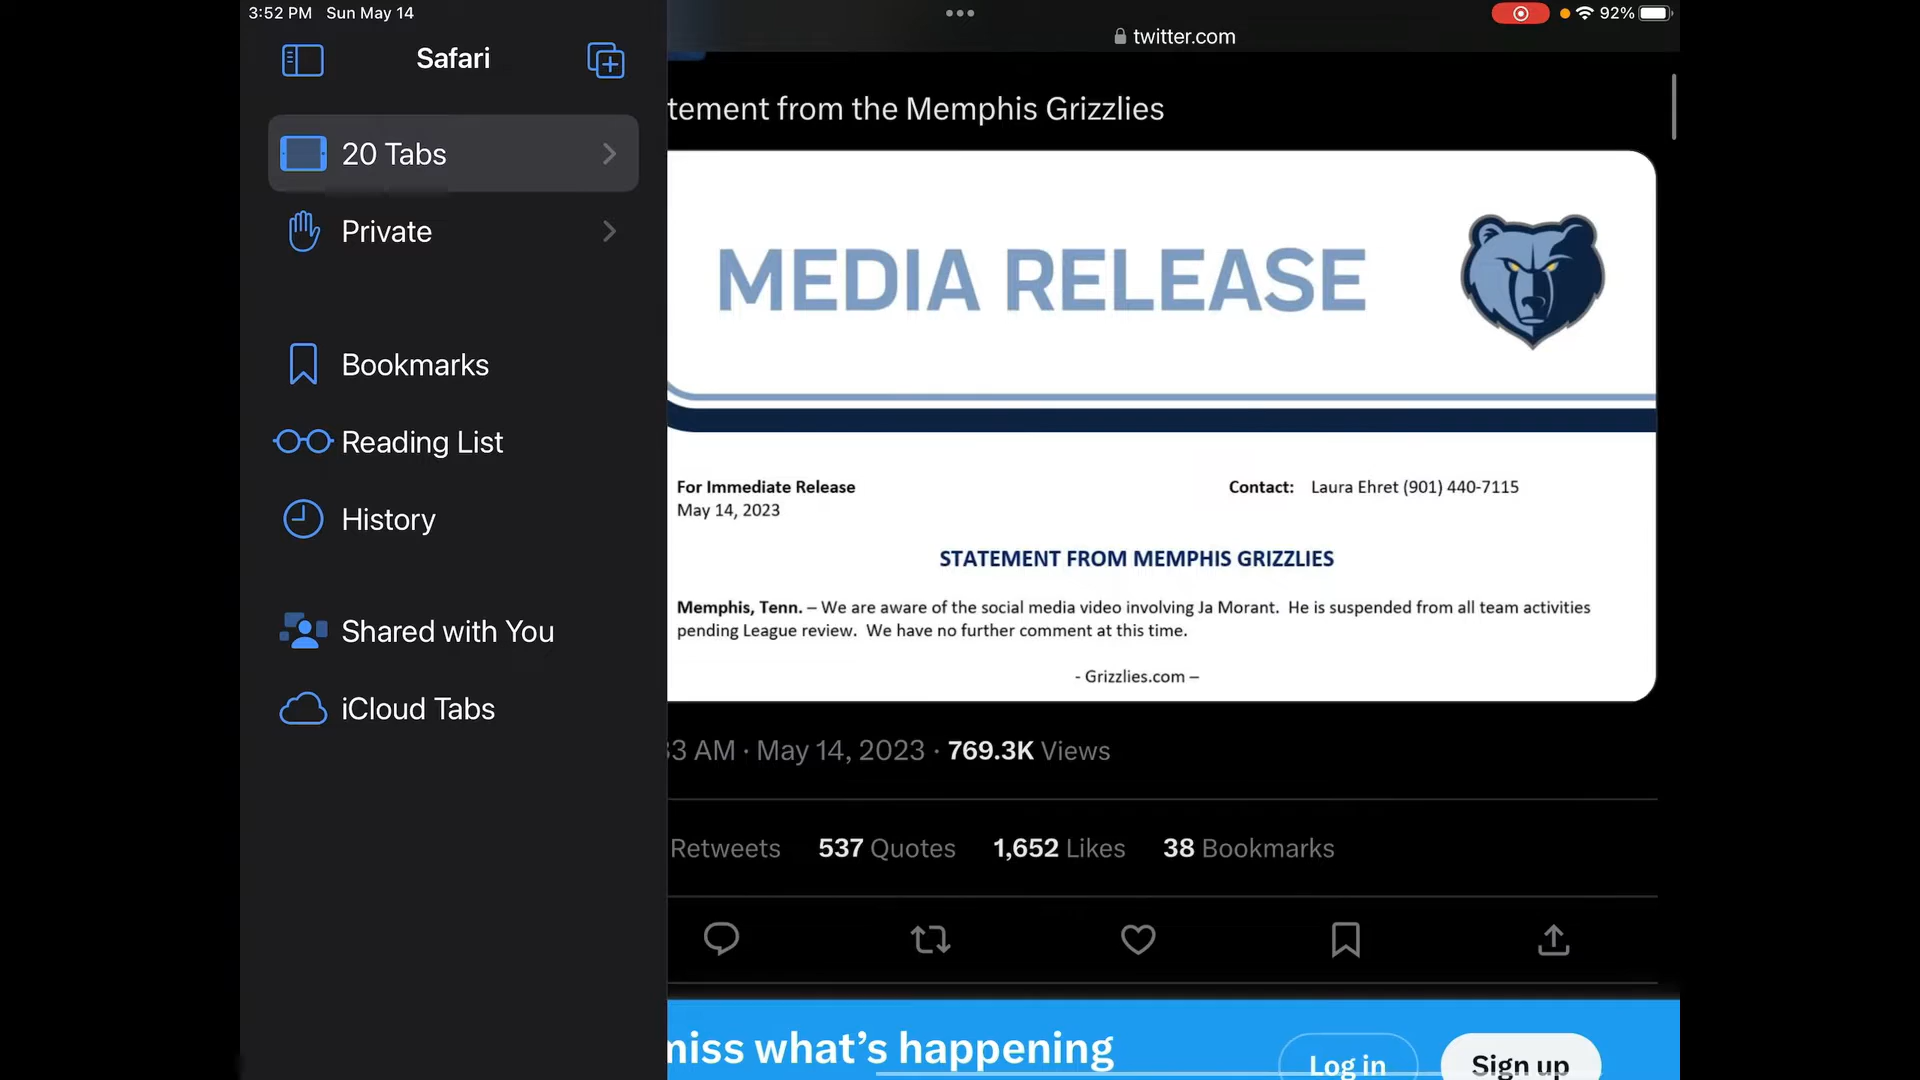 3:52 PM Sun May 14
92%
Safari
twitter.com
20 Tabs
Private
Bookmarks
Reading List
History
Shared with You
iCloud Tabs
tement from the Memphis Grizzlies
MEDIA RELEASE
For Immediate Release
Contact: Laura Ehret (901) 440-7115
May 14, 2023
STATEMENT FROM MEMPHIS GRIZZLIES
Memphis, Tenn. – We are aware of the social media video involving Ja Morant. He is suspended from all team activities
pending League review. We have no further comment at this time.
- Grizzlies.com –
33 AM · May 14, 2023 · 769.3K Views
Retweets 537 Quotes 1,652 Likes 38 Bookmarks
miss what's happening
Log in
Sign up